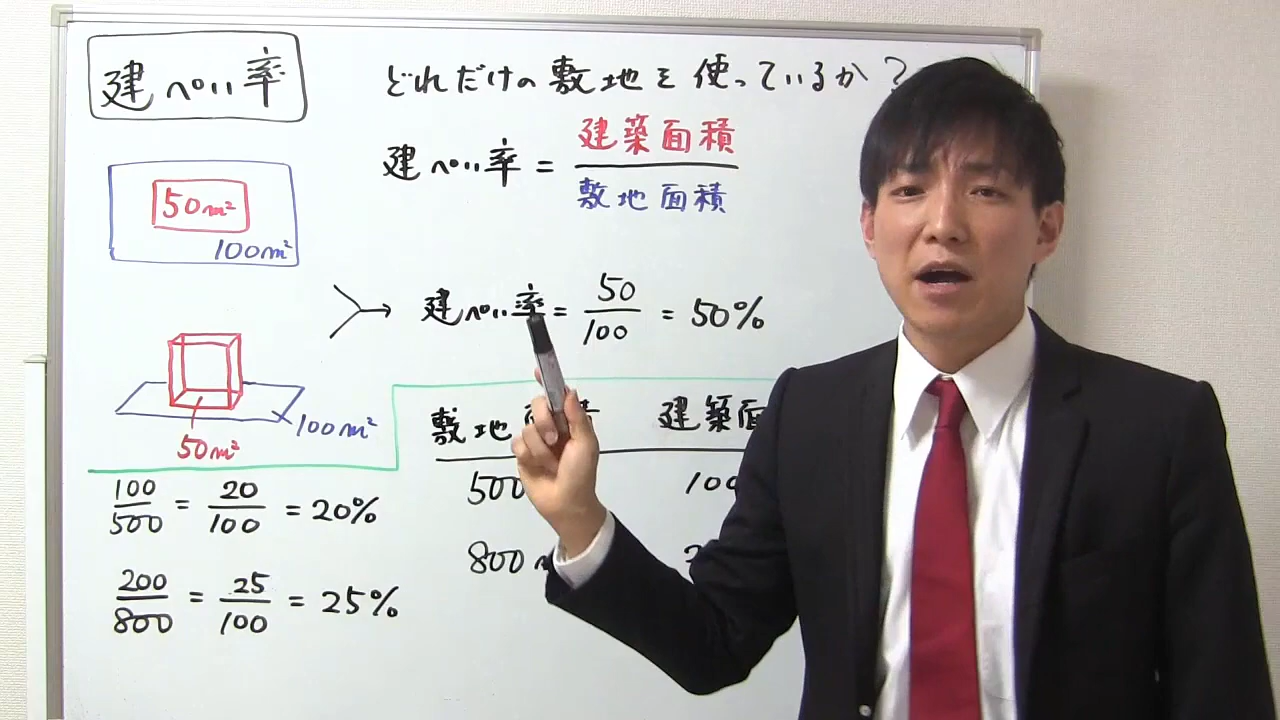 建ぺい率
どれだけの敷地を使っているか?
建ぺい率 = 建築面積
敷地面積
50m²
100m²
建ぺい率 = 50/100 = 50%
50m²
100m²
敷地 積 建築面
500 100
800
100/500 = 20/100 = 20%
200/800 = 25/100 = 25%